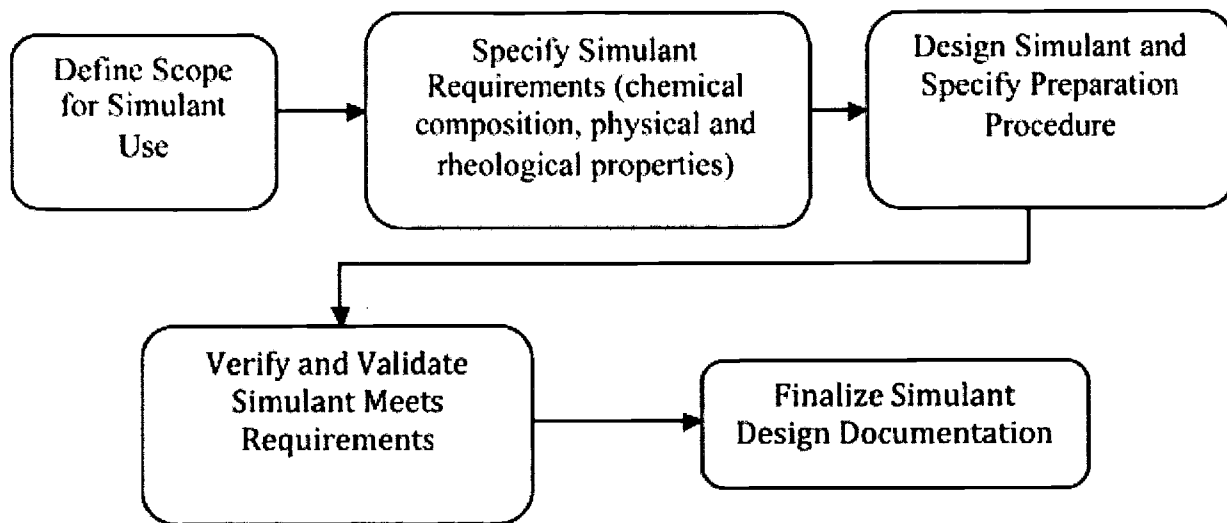 Define Scope
for Simulant
Use
Specify Simulant
Requirements (chemical
composition, physical and
rheological properties)
Design Simulant and
Specify Preparation
Procedure
Verify and Validate
Simulant Meets
Requirements
Finalize Simulant
Design Documentation